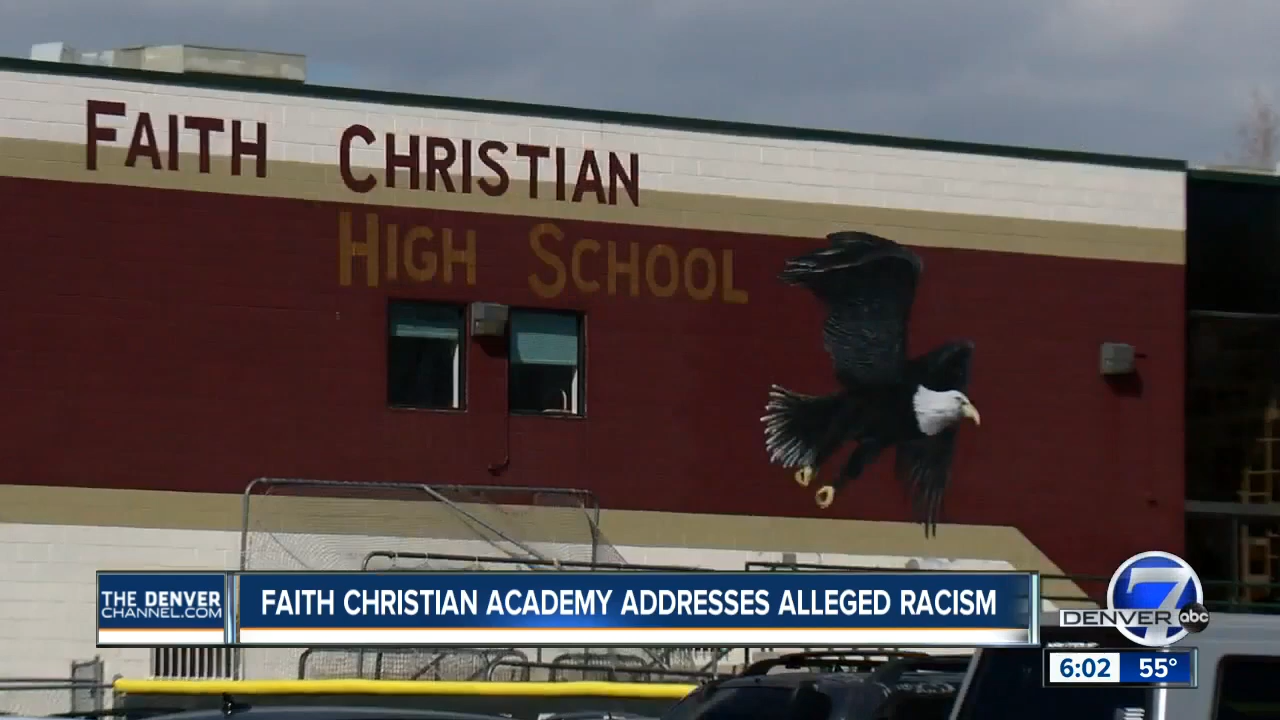 FAITH CHRISTIAN
HIGH SCHOOL
THE DENVER
CHANNEL.COM
FAITH CHRISTIAN ACADEMY ADDRESSES ALLEGED RACISM
7
DENVER abc
6:02 55°